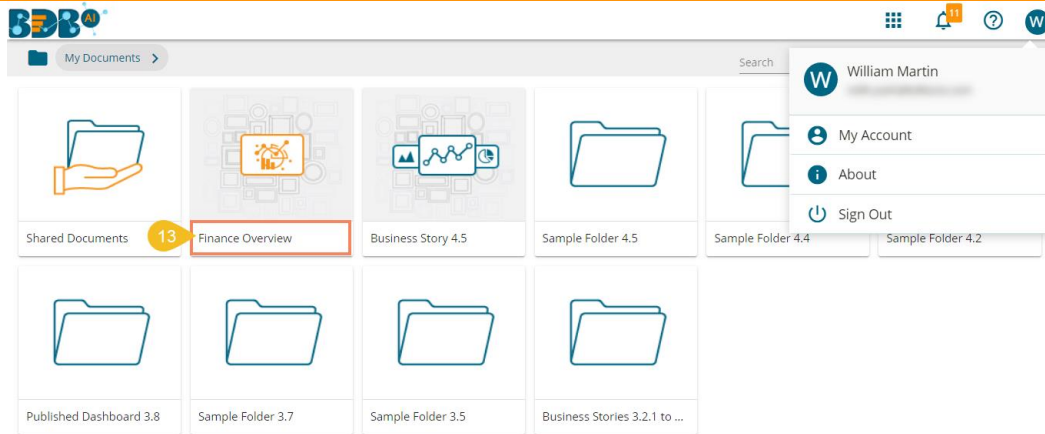 BDB AI
11
W
My Documents
Search
W
William Martin
My Account
About
Sign Out
Shared Documents
13
Finance Overview
Business Story 4.5
Sample Folder 4.5
Sample Folder 4.4
Sample Folder 4.2
Published Dashboard 3.8
Sample Folder 3.7
Sample Folder 3.5
Business Stories 3.2.1 to ...